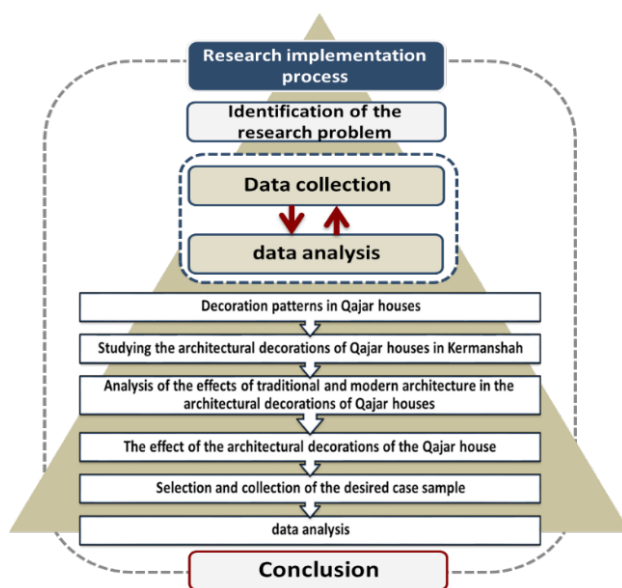 Research implementation
process
Identification of the
research problem
Data collection
data analysis
Decoration patterns in Qajar houses
Studying the architectural decorations of Qajar houses in Kermanshah
Analysis of the effects of traditional and modern architecture in the
architectural decorations of Qajar houses
The effect of the architectural decorations of the Qajar house
Selection and collection of the desired case sample
data analysis
Conclusion